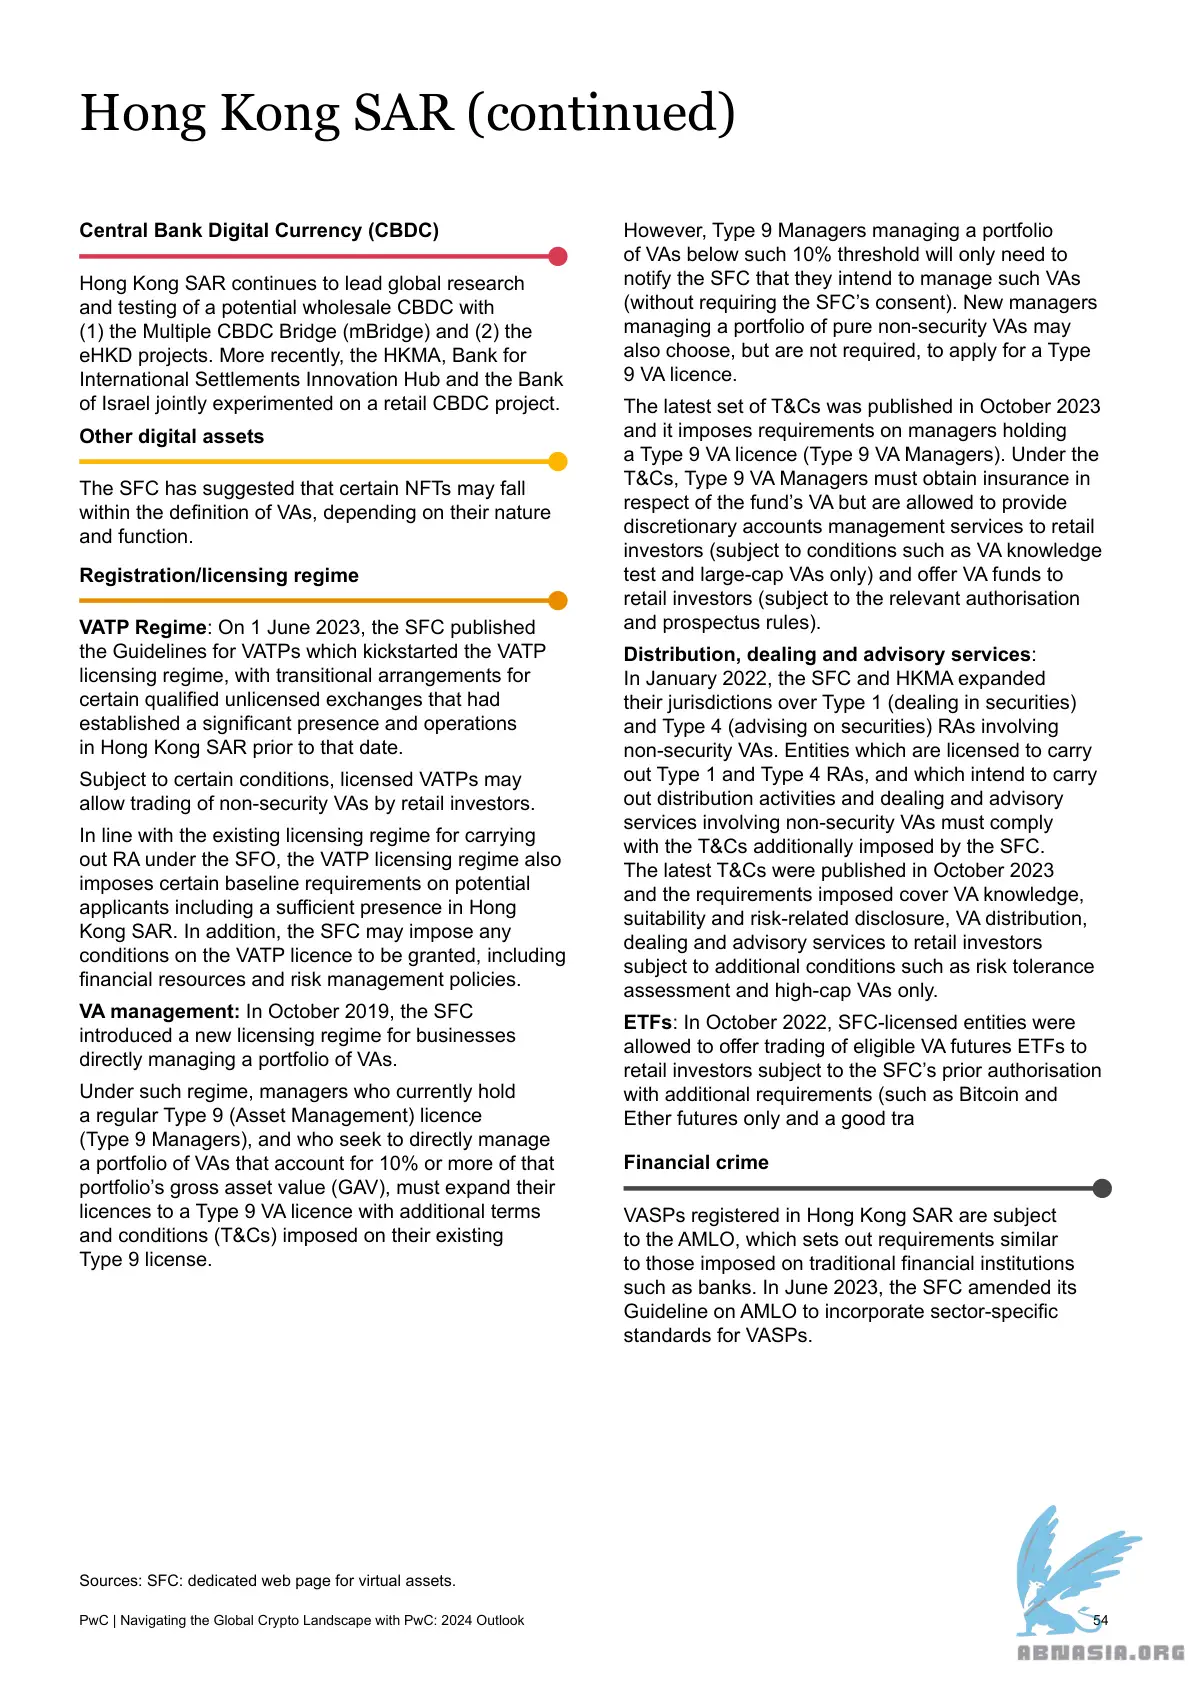 Hong Kong SAR (continued)
Central Bank Digital Currency (CBDC)
Hong Kong SAR continues to lead global research
and testing of a potential wholesale CBDC with
(1) the Multiple CBDC Bridge (mBridge) and (2) the
eHKD projects. More recently, the HKMA, Bank for
International Settlements Innovation Hub and the Bank
of Israel jointly experimented on a retail CBDC project.
Other digital assets
The SFC has suggested that certain NFTs may fall
within the definition of VAs, depending on their nature
and function.
Registration/licensing regime
VATP Regime: On 1 June 2023, the SFC published
the Guidelines for VATPs which kickstarted the VATP
licensing regime, with transitional arrangements for
certain qualified unlicensed exchanges that had
established a significant presence and operations
in Hong Kong SAR prior to that date.
Subject to certain conditions, licensed VATPs may
allow trading of non-security VAs by retail investors.
In line with the existing licensing regime for carrying
out RA under the SFO, the VATP licensing regime also
imposes certain baseline requirements on potential
applicants including a sufficient presence in Hong
Kong SAR. In addition, the SFC may impose any
conditions on the VATP licence to be granted, including
financial resources and risk management policies.
VA management: In October 2019, the SFC
introduced a new licensing regime for businesses
directly managing a portfolio of VAs.
Under such regime, managers who currently hold
a regular Type 9 (Asset Management) licence
(Type 9 Managers), and who seek to directly manage
a portfolio of VAs that account for 10% or more of that
portfolio's gross asset value (GAV), must expand their
licences to a Type 9 VA licence with additional terms
and conditions (T&Cs) imposed on their existing
Type 9 license.
However, Type 9 Managers managing a portfolio
of VAs below such 10% threshold will only need to
notify the SFC that they intend to manage such VAs
(without requiring the SFC's consent). New managers
managing a portfolio of pure non-security VAs may
also choose, but are not required, to apply for a Type
9 VA licence.
The latest set of T&Cs was published in October 2023
and it imposes requirements on managers holding
a Type 9 VA licence (Type 9 VA Managers). Under the
T&Cs, Type 9 VA Managers must obtain insurance in
respect of the fund's VA but are allowed to provide
discretionary accounts management services to retail
investors (subject to conditions such as VA knowledge
test and large-cap VAs only) and offer VA funds to
retail investors (subject to the relevant authorisation
and prospectus rules).
Distribution, dealing and advisory services:
In January 2022, the SFC and HKMA expanded
their jurisdictions over Type 1 (dealing in securities)
and Type 4 (advising on securities) RAs involving
non-security VAs. Entities which are licensed to carry
out Type 1 and Type 4 RAs, and which intend to carry
out distribution activities and dealing and advisory
services involving non-security VAs must comply
with the T&Cs additionally imposed by the SFC.
The latest T&Cs were published in October 2023
and the requirements imposed cover VA knowledge,
suitability and risk-related disclosure, VA distribution,
dealing and advisory services to retail investors
subject to additional conditions such as risk tolerance
assessment and high-cap VAs only.
ETFs: In October 2022, SFC-licensed entities were
allowed to offer trading of eligible VA futures ETFs to
retail investors subject to the SFC's prior authorisation
with additional requirements (such as Bitcoin and
Ether futures only and a good tra
Financial crime
VASPs registered in Hong Kong SAR are subject
to the AMLO, which sets out requirements similar
to those imposed on traditional financial institutions
such as banks. In June 2023, the SFC amended its
Guideline on AMLO to incorporate sector-specific
standards for VASPs.
Sources: SFC: dedicated web page for virtual assets.
PwC | Navigating the Global Crypto Landscape with PwC: 2024 Outlook
54
ABNASIA.ORG